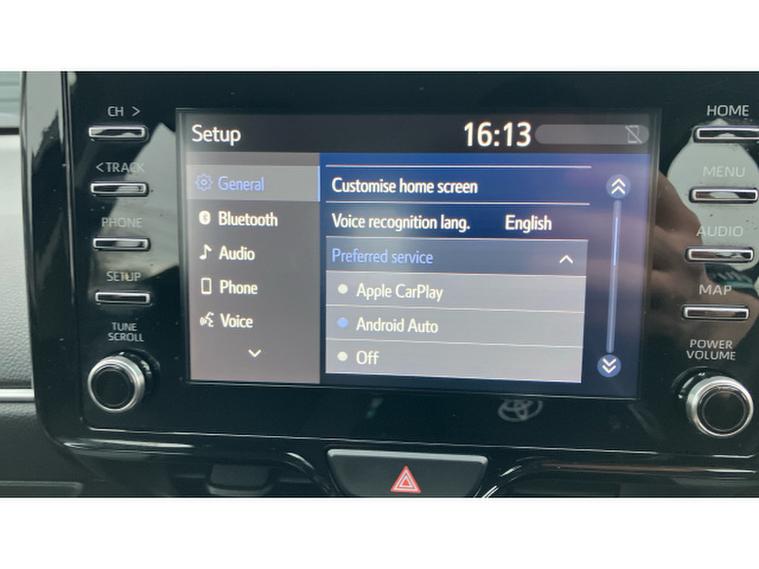 CH >
< TRACK
PHONE
SETUP
TUNE
SCROLL
Setup 16:13
General
Bluetooth
Audio
Phone
Voice
Customise home screen
Voice recognition lang. English
Preferred service
Apple CarPlay
Android Auto
Off
HOME
MENU
AUDIO
MAP
POWER
VOLUME